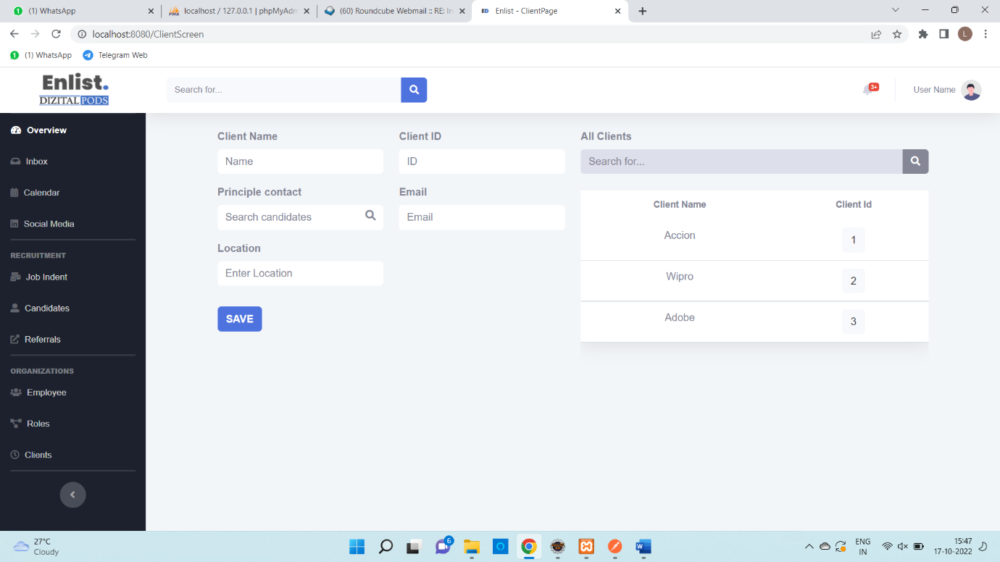 (1) WhatsApp
localhost / 127.0.0.1 | phpMyAdm
(60) Roundcube Webmail :: RE: In
ED Enlist - ClientPage
localhost:8080/ClientScreen
L
(1) WhatsApp
Telegram Web
Enlist.
DIZITAL PODS
Search for...
3+
User Name
Overview
Inbox
Calendar
Social Media
RECRUITMENT
Job Indent
Candidates
Referrals
ORGANIZATIONS
Employee
Roles
Clients
Client Name
Client ID
Name
ID
Principle contact
Email
Search candidates
Email
Location
Enter Location
SAVE
All Clients
Search for...
Client Name Client Id
Accion 1
Wipro 2
Adobe 3
27°C
Cloudy
6
ENG
IN
15:47
17-10-2022